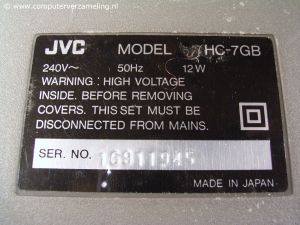 © www.computerverzameling.nl
JVC MODEL HC-7GB
240V~ 50Hz 12W
WARNING : HIGH VOLTAGE
INSIDE. BEFORE REMOVING
COVERS. THIS SET MUST BE
DISCONNECTED FROM MAINS.
SER. NO. 16911945
MADE IN JAPAN